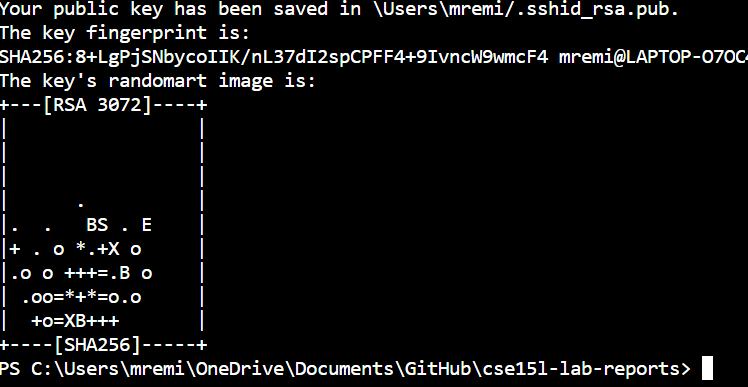 Your public key has been saved in \Users\mremi/.sshid_rsa.pub.
The key fingerprint is:
SHA256:8+LgPjSNbycoIIK/nL37dI2spCPFF4+9IvncW9wmcF4 mremi@LAPTOP-O7OC4
The key's randomart image is:
+---[RSA 3072]----+
|                 |
|                 |
|                 |
|      .          |
|.  .   BS . E    |
|+ . o *.+X o     |
|.o o +++=.B o    |
| .oo=*+*=o.o     |
|  +o=XB+++       |
+----[SHA256]-----+
PS C:\Users\mremi\OneDrive\Documents\GitHub\cse15l-lab-reports>